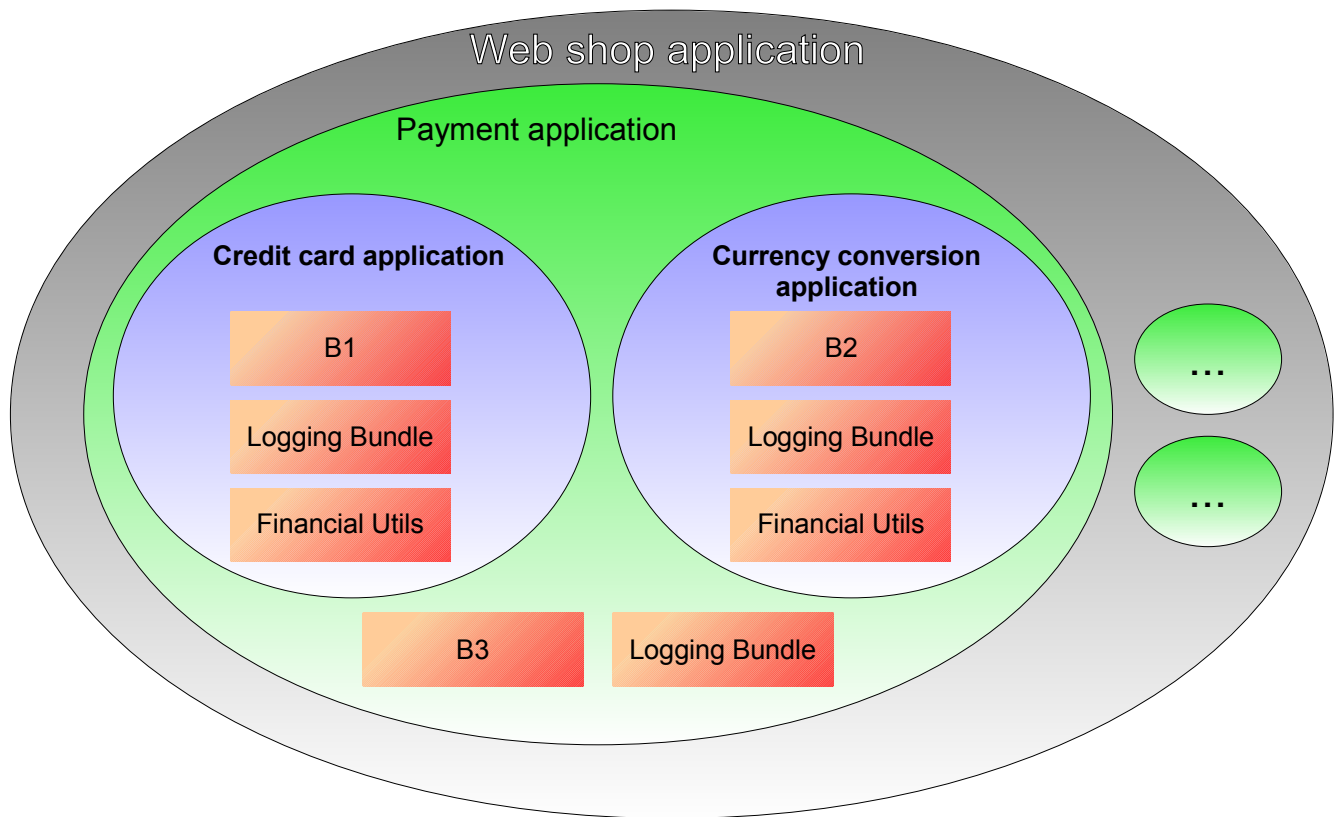 Web shop application
Payment application
Credit card application
Currency conversion
application
B1
B2
Logging Bundle
Logging Bundle
Financial Utils
Financial Utils
B3
Logging Bundle
...
...